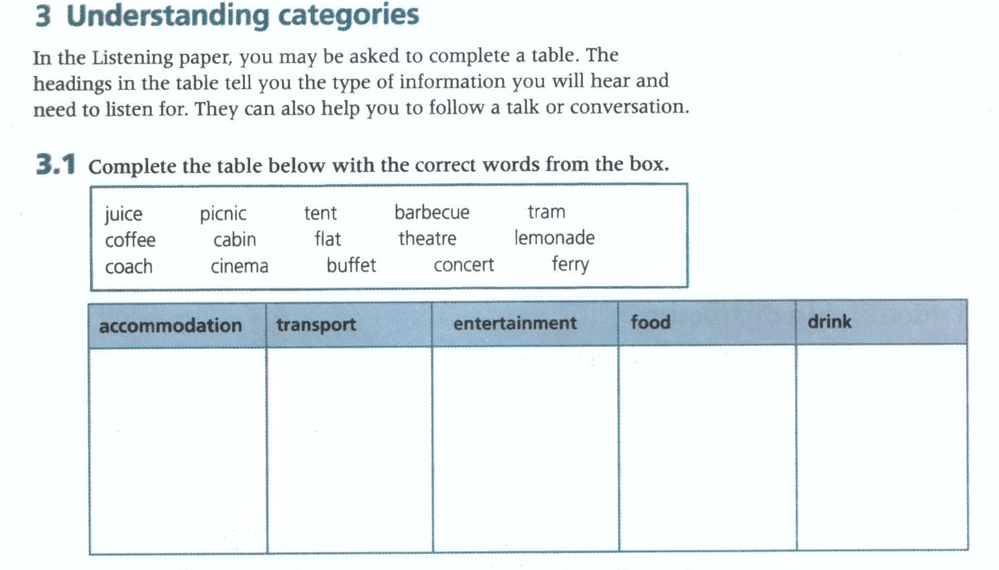 3 Understanding categories
In the Listening paper, you may be asked to complete a table. The
headings in the table tell you the type of information you will hear and
need to listen for. They can also help you to follow a talk or conversation.
3.1 Complete the table below with the correct words from the box.
juice picnic tent barbecue tram
coffee cabin flat theatre lemonade
coach cinema buffet concert ferry
accommodation transport entertainment food drink